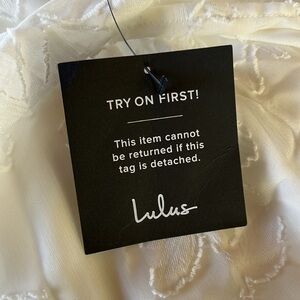 TRY ON FIRST!
This item cannot
be returned if this
tag is detached.
Lulus